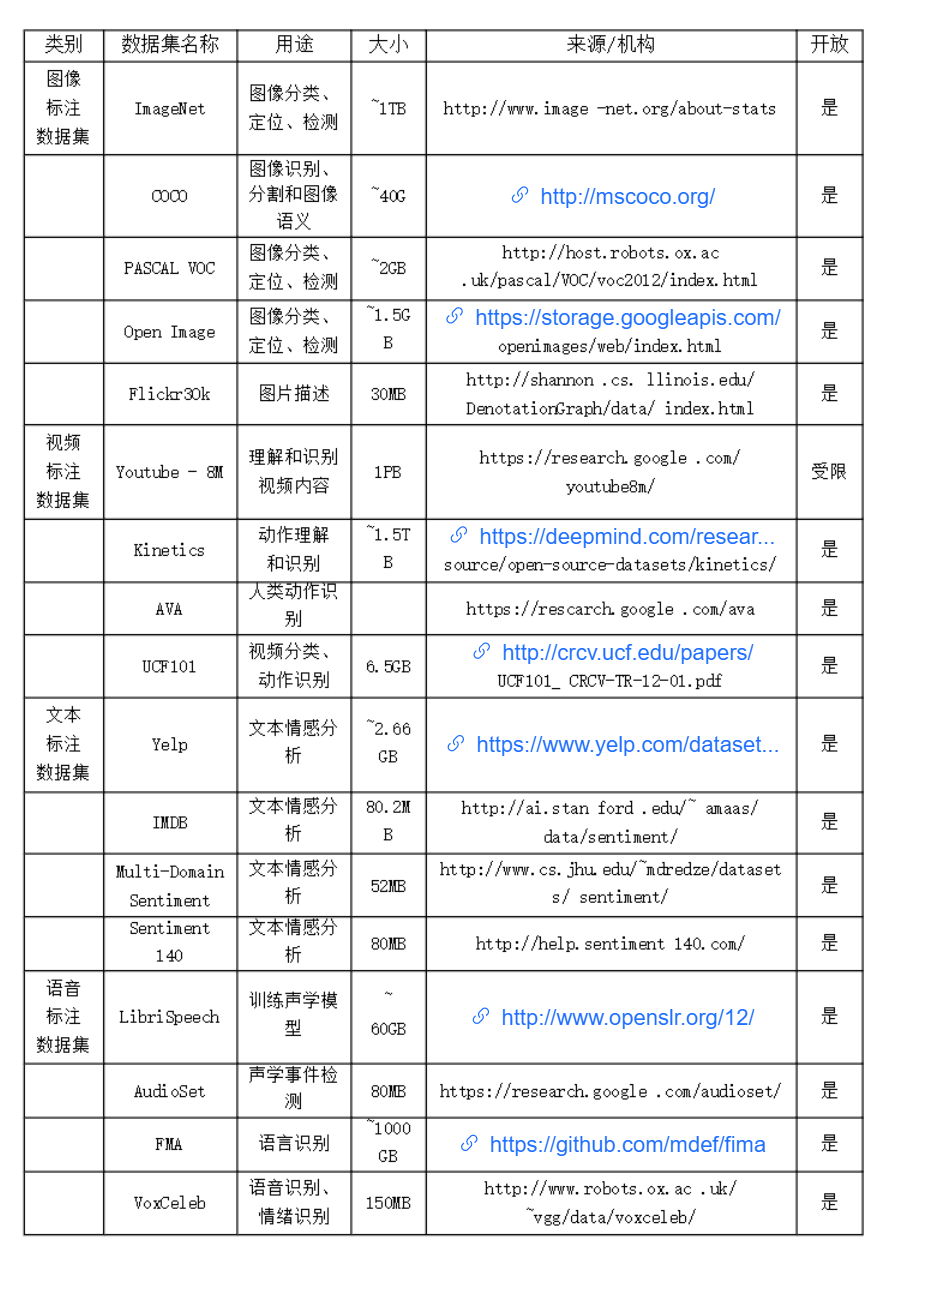 类别 数据集名称 用途 大小 来源/机构 开放
图像
标注
数据集
ImageNet
图像分类、
定位、检测
~1TB
http://www.image -net.org/about-stats
是
COCO
图像识别、
分割和图像
语义
~40G
http://mscoco.org/
是
PASCAL VOC
图像分类、
定位、检测
~2GB
http://host.robots.ox.ac
.uk/pascal/VOC/voc2012/index.html
是
Open Image
图像分类、
定位、检测
~1.5G
B
https://storage.googleapis.com/
openimages/web/index.html
是
Flickr30k
图片描述
30MB
http://shannon .cs. llinois.edu/
DenotationGraph/data/ index.html
是
视频
标注
数据集
Youtube - 8M
理解和识别
视频内容
1PB
https://research.google .com/
youtube8m/
受限
Kinetics
动作理解
和识别
~1.5T
B
https://deepmind.com/resear...
source/open-source-datasets/kinetics/
是
AVA
人类动作识
别
https://rescarch.google .com/ava
是
UCF101
视频分类、
动作识别
6.5GB
http://crcv.ucf.edu/papers/
UCF101_ CRCV-TR-12-01.pdf
是
文本
标注
数据集
Yelp
文本情感分
析
~2.66
GB
https://www.yelp.com/dataset...
是
IMDB
文本情感分
析
80.2M
B
http://ai.stan ford .edu/~ amaas/
data/sentiment/
是
Multi-Domain
Sentiment
文本情感分
析
52MB
http://www.cs.jhu.edu/~mdredze/dataset
s/ sentiment/
是
Sentiment
140
文本情感分
析
80MB
http://help.sentiment 140.com/
是
语音
标注
数据集
LibriSpeech
训练声学模
型
~
60GB
http://www.openslr.org/12/
是
AudioSet
声学事件检
测
80MB
https://research.google .com/audioset/
是
FMA
语言识别
~1000
GB
https://github.com/mdef/fima
是
VoxCeleb
语音识别、
情绪识别
150MB
http://www.robots.ox.ac .uk/
~vgg/data/voxceleb/
是